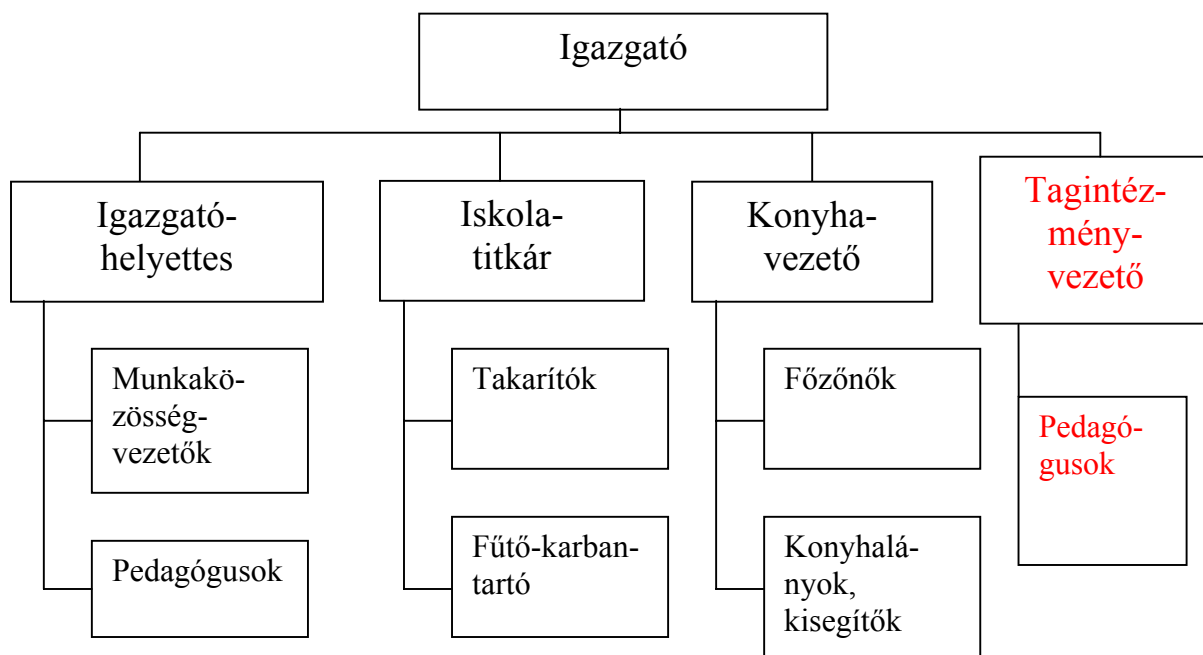 Igazgató
Igazgató-
helyettes
Iskola-
titkár
Konyha-
vezető
Tagintéz-
mény-
vezető
Munkakö-
zösség-
vezetők
Takarítók
Főzőnők
Pedagó-
gusok
Pedagógusok
Fűtő-karban-
tartó
Konyhalá-
nyok,
kisegítők